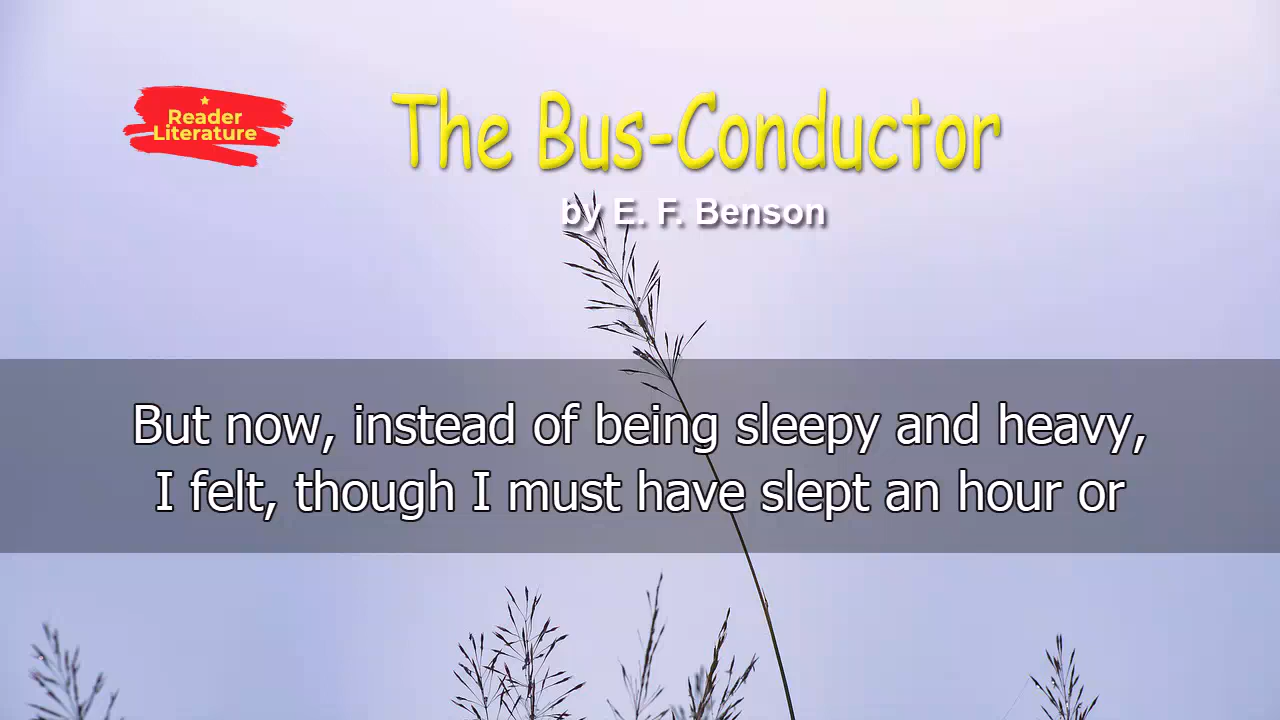 Reader
Literature
The Bus-Conductor
by E. F. Benson
But now, instead of being sleepy and heavy,
I felt, though I must have slept an hour or